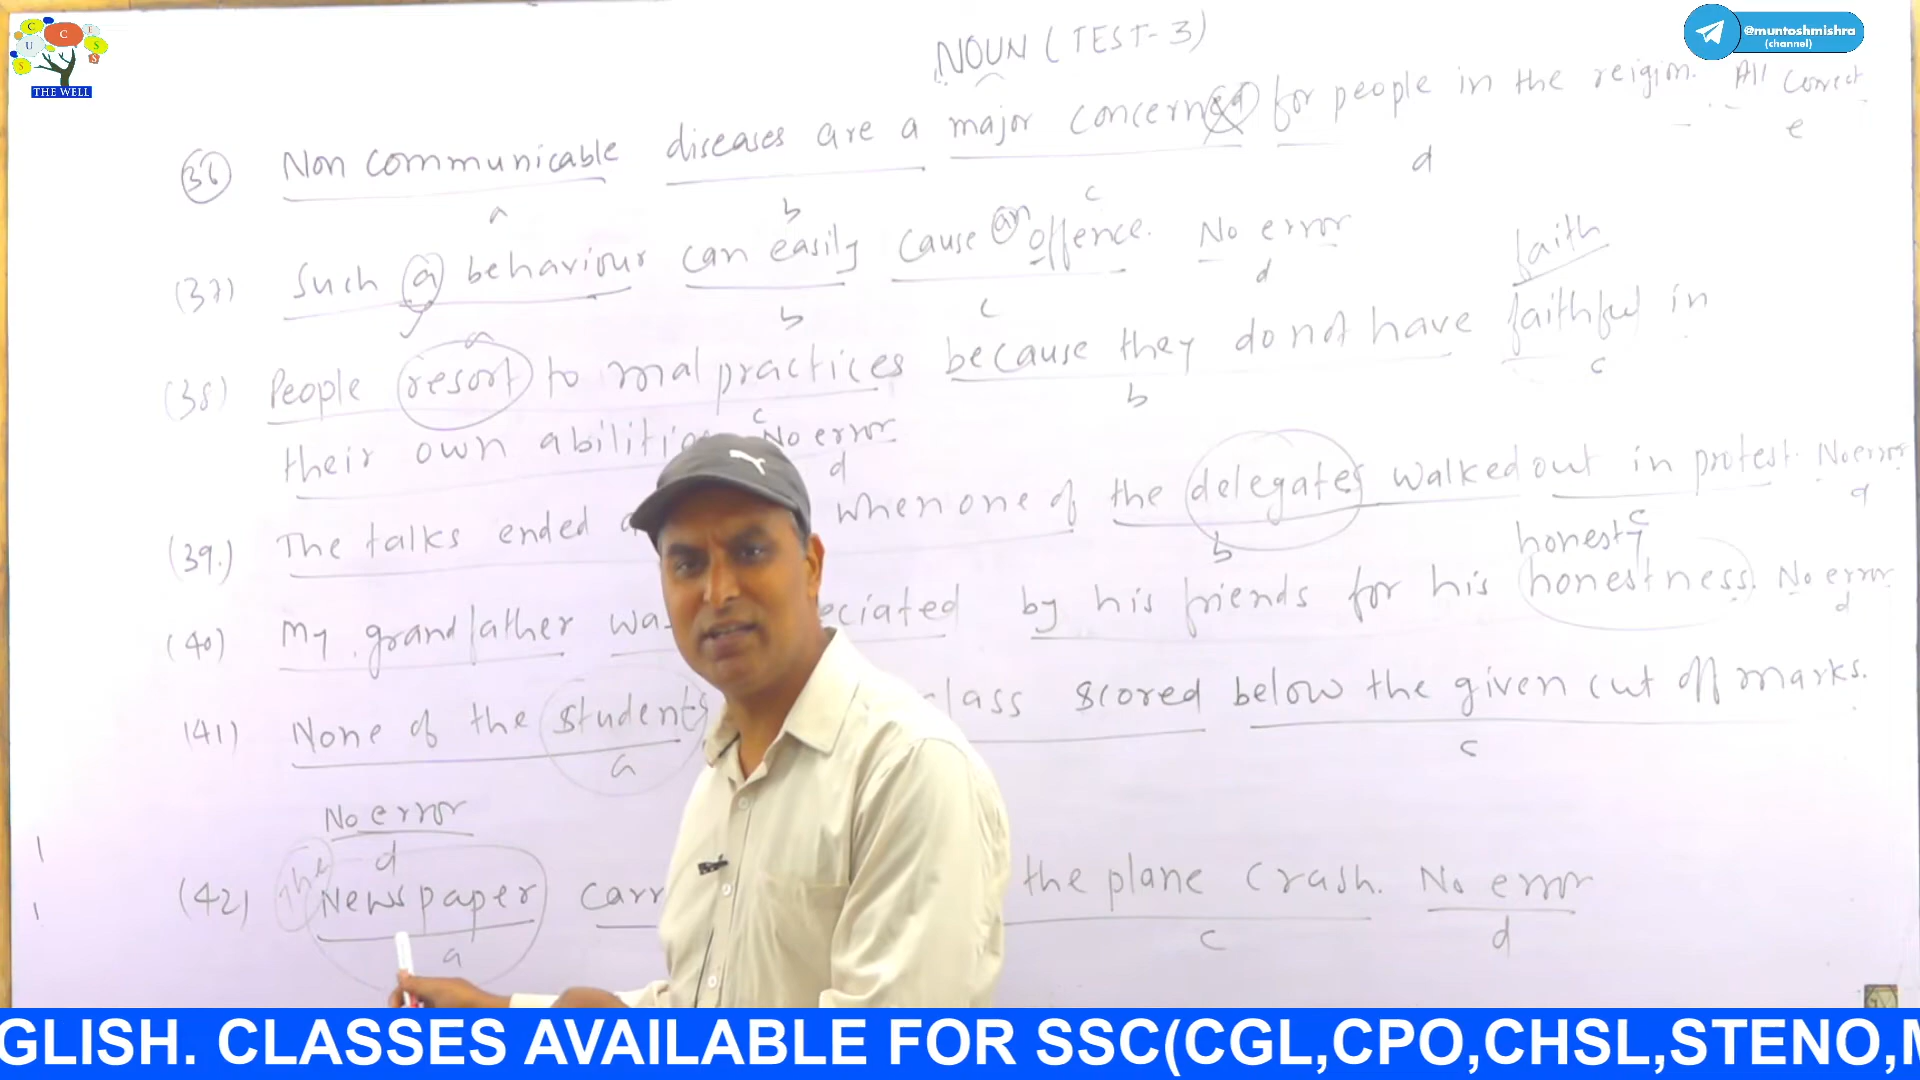 SUCCESS
THE WELL
@muntoshmishra
(channel)
NOUN (TEST-3)
(36) Non communicable diseases are a major concerned for people in the reigion. All Correct
a b c d e
(37) Such a behaviour can easily cause an offence. No error
a b c d
faith
(38) People resort to malpractices because they do not have faithful in
a b c
their own No error
c d
(39.) The talks ended when one of the delegates walked out in protest. No error
b c d
honesty
(40) My grandfather was by his friends for his honestness. No error
d
(41) None of the students scored below the given cut off marks.
a c
No error
d
(42) The Newspaper the plane crash. No error
a c d
GLISH. CLASSES AVAILABLE FOR SSC(CGL,CPO,CHSL,STENO,M